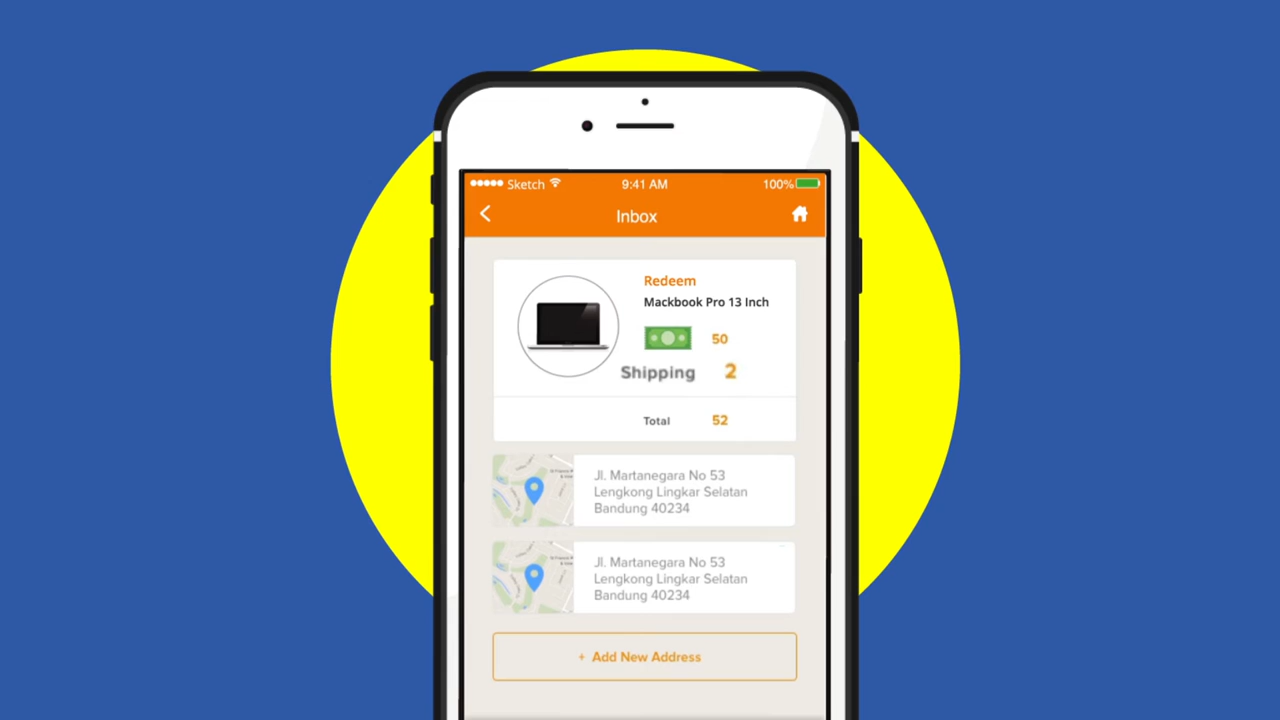 Sketch 9:41 AM 100%
Inbox
Redeem
Mackbook Pro 13 Inch
50
Shipping 2
Total 52
Jl. Martanegara No 53
Lengkong Lingkar Selatan
Bandung 40234
Jl. Martanegara No 53
Lengkong Lingkar Selatan
Bandung 40234
+ Add New Address